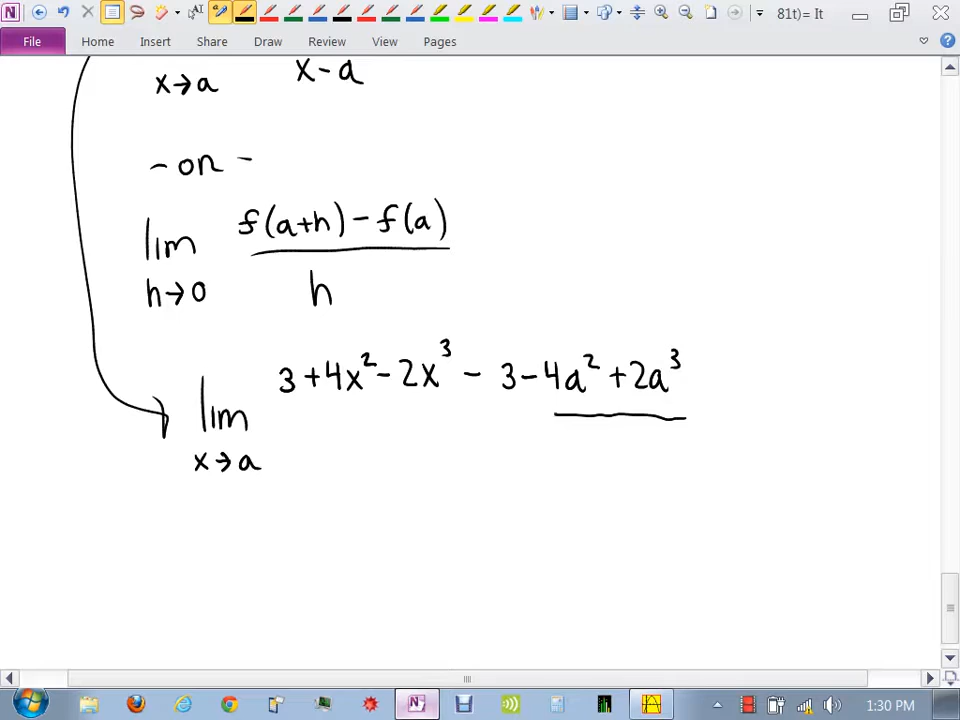 81t)= It
File Home Insert Share Draw Review View Pages
x→a x-a
- or -
lim f(a+h) - f(a)
h→0 h
lim 3+4x²-2x³ - 3-4a²+2a³
x→a
1:30 PM